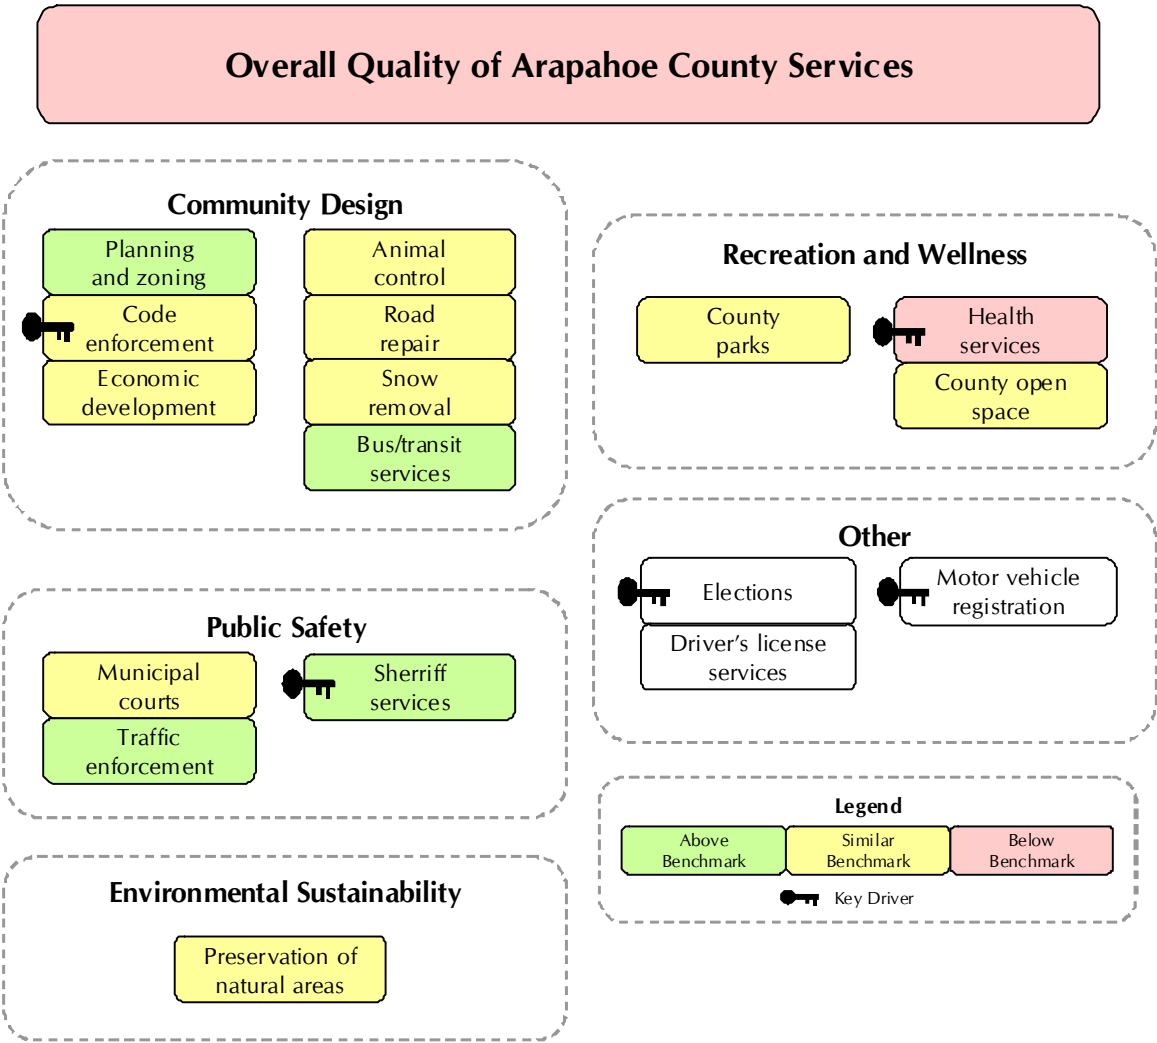 Overall Quality of Arapahoe County Services
Community Design
Planning
and zoning
Code
enforcement
Economic
development
Animal
control
Road
repair
Snow
removal
Bus/transit
services
Recreation and Wellness
County
parks
Health
services
County open
space
Other
Elections
Driver's license
services
Motor vehicle
registration
Public Safety
Municipal
courts
Traffic
enforcement
Sherriff
services
Environmental Sustainability
Preservation of
natural areas
Legend
Above
Benchmark
Similar
Benchmark
Below
Benchmark
Key Driver